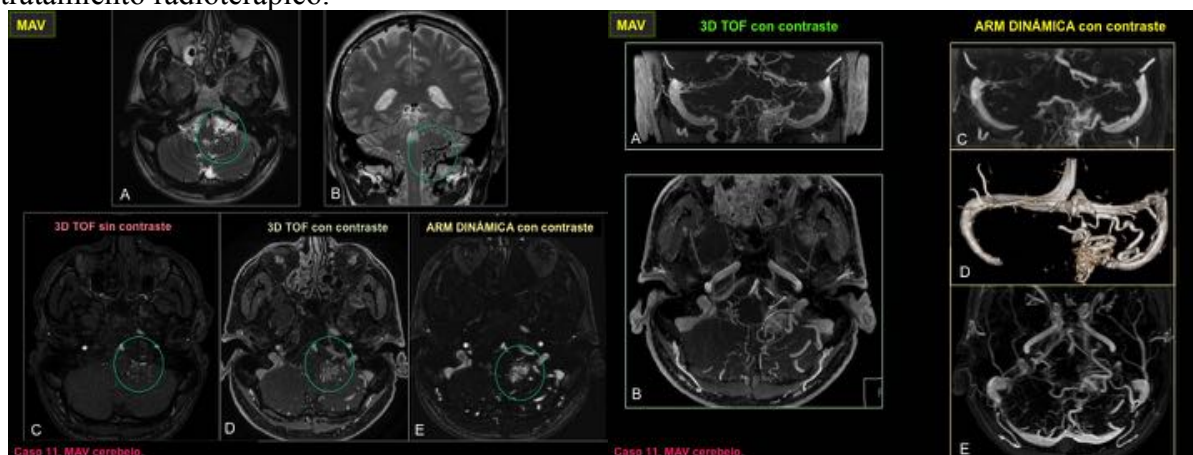 tratamiento radioterápico.
MAV
A
B
3D TOF sin contraste
3D TOF con contraste
ARM DINÁMICA con contraste
C
D
E
Caso 11. MAV cerebelo.
MAV
3D TOF con contraste
ARM DINÁMICA con contraste
A
C
B
D
E
Caso 11. MAV cerebelo.